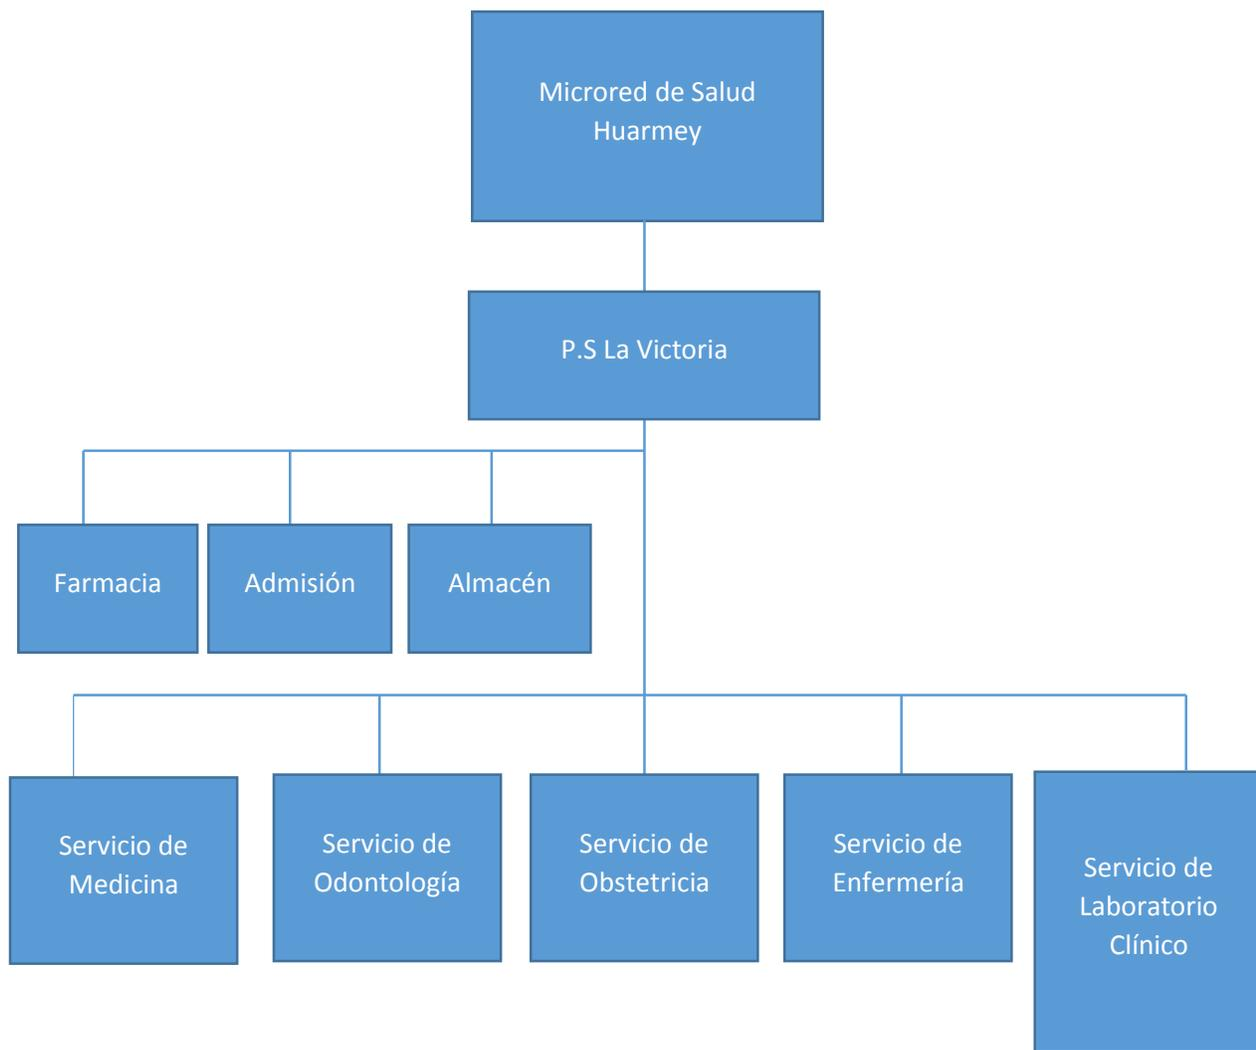 Microred de Salud
Huarmey
P.S La Victoria
Farmacia
Admisión
Almacén
Servicio de
Medicina
Servicio de
Odontología
Servicio de
Obstetricia
Servicio de
Enfermería
Servicio de
Laboratorio
Clínico